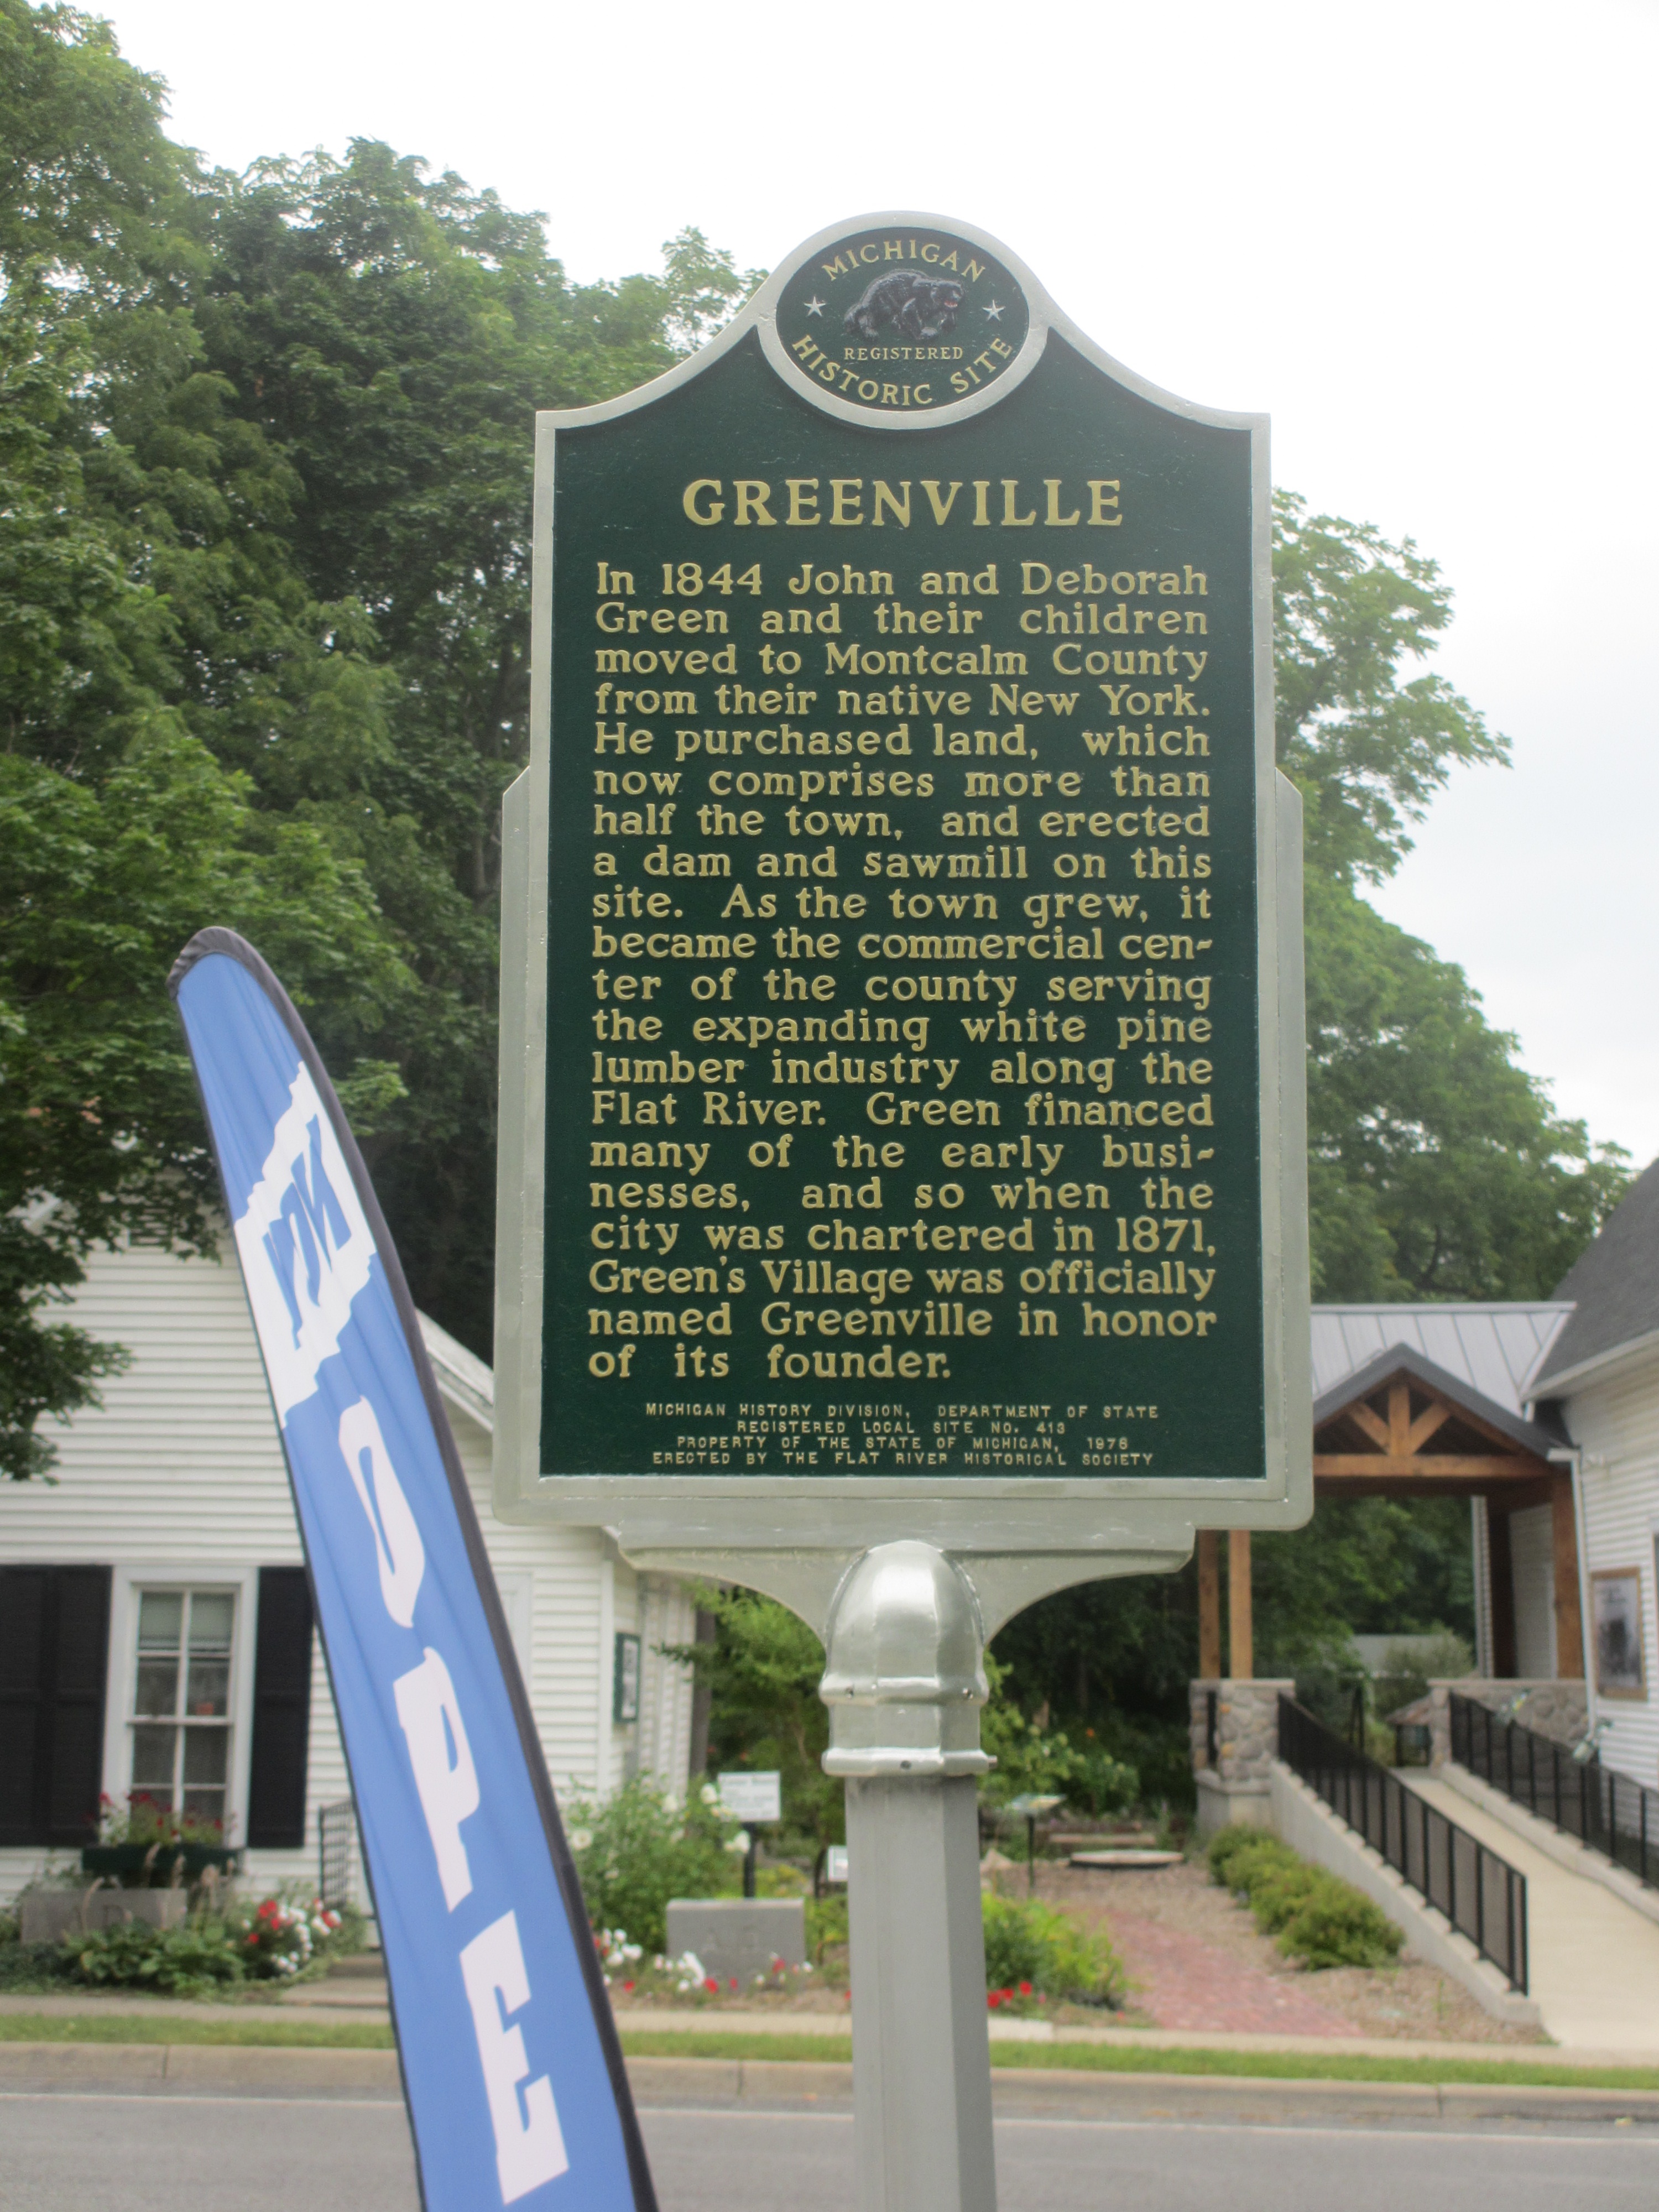 MICHIGAN
REGISTERED
HISTORIC SITE
GREENVILLE
In 1844 John and Deborah
Green and their children
moved to Montcalm County
from their native New York.
He purchased land, which
now comprises more than
half the town, and erected
a dam and sawmill on this
site. As the town grew, it
became the commercial cen-
ter of the county serving
the expanding white pine
lumber industry along the
Flat River. Green financed
many of the early busi-
nesses, and so when the
city was chartered in 1871,
Green's Village was officially
named Greenville in honor
of its founder.
MICHIGAN HISTORY DIVISION, DEPARTMENT OF STATE
REGISTERED LOCAL SITE NO. 413
PROPERTY OF THE STATE OF MICHIGAN, 1976
ERECTED BY THE FLAT RIVER HISTORICAL SOCIETY
OPE